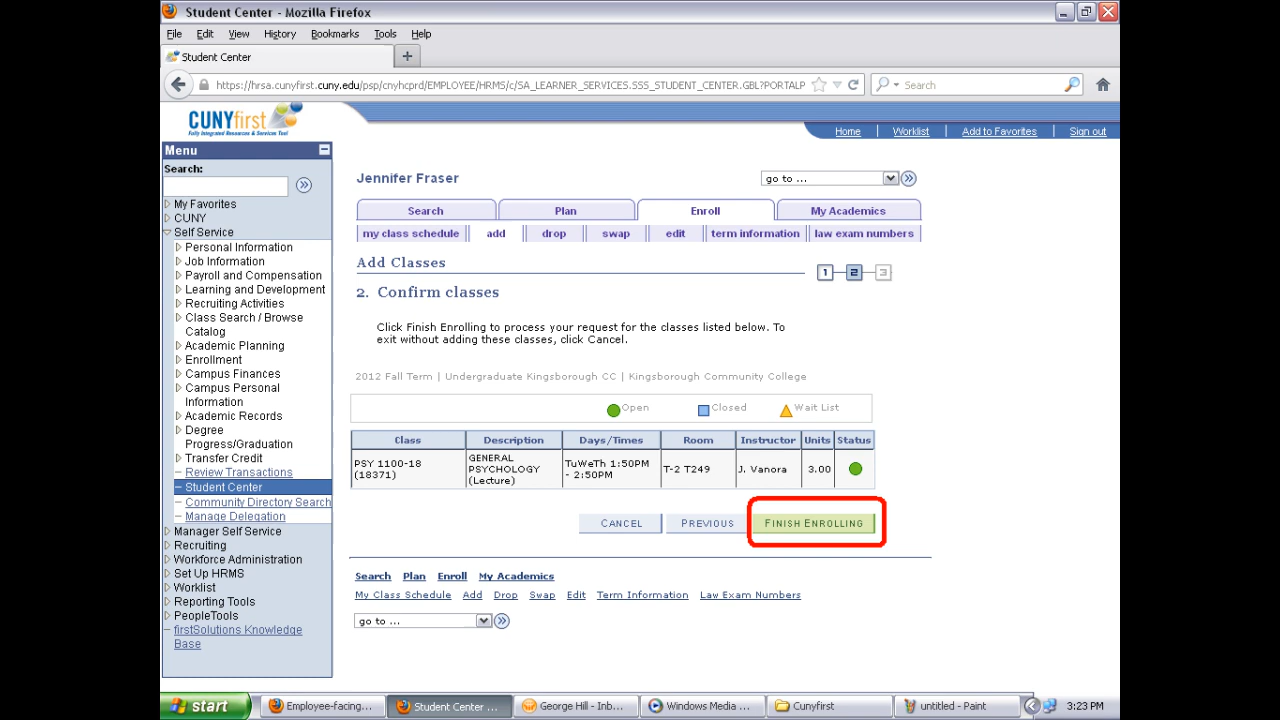 Student Center - Mozilla Firefox
File Edit View History Bookmarks Tools Help
Student Center
https://hrsa.cunyfirst.cuny.edu/psp/cnyhcprd/EMPLOYEE/HRMS/c/SA_LEARNER_SERVICES.SSS_STUDENT_CENTER.GBL?PORTALP
Search
CUNYfirst
Fully Integrated Resources & Services Tool
Home Worklist Add to Favorites Sign out
Menu
Search:
My Favorites
CUNY
Self Service
Personal Information
Job Information
Payroll and Compensation
Learning and Development
Recruiting Activities
Class Search / Browse
Catalog
Academic Planning
Enrollment
Campus Finances
Campus Personal
Information
Academic Records
Degree
Progress/Graduation
Transfer Credit
Review Transactions
Student Center
Community Directory Search
Manage Delegation
Manager Self Service
Recruiting
Workforce Administration
Set Up HRMS
Worklist
Reporting Tools
PeopleTools
firstSolutions Knowledge
Base
Jennifer Fraser
go to ...
Search Plan Enroll My Academics
my class schedule add drop swap edit term information law exam numbers
Add Classes
1 2 3
2. Confirm classes
Click Finish Enrolling to process your request for the classes listed below. To
exit without adding these classes, click Cancel.
2012 Fall Term | Undergraduate Kingsborough CC | Kingsborough Community College
Open Closed Wait List
Class Description Days/Times Room Instructor Units Status
PSY 1100-18
(18371)
GENERAL
PSYCHOLOGY
(Lecture)
TuWeTh 1:50PM
- 2:50PM
T-2 T249
J. Vanora
3.00
CANCEL PREVIOUS FINISH ENROLLING
Search Plan Enroll My Academics
My Class Schedule Add Drop Swap Edit Term Information Law Exam Numbers
go to ...
start
Employee-facing...
Student Center ...
George Hill - Inb...
Windows Media ...
Cunyfirst
untitled - Paint
3:23 PM